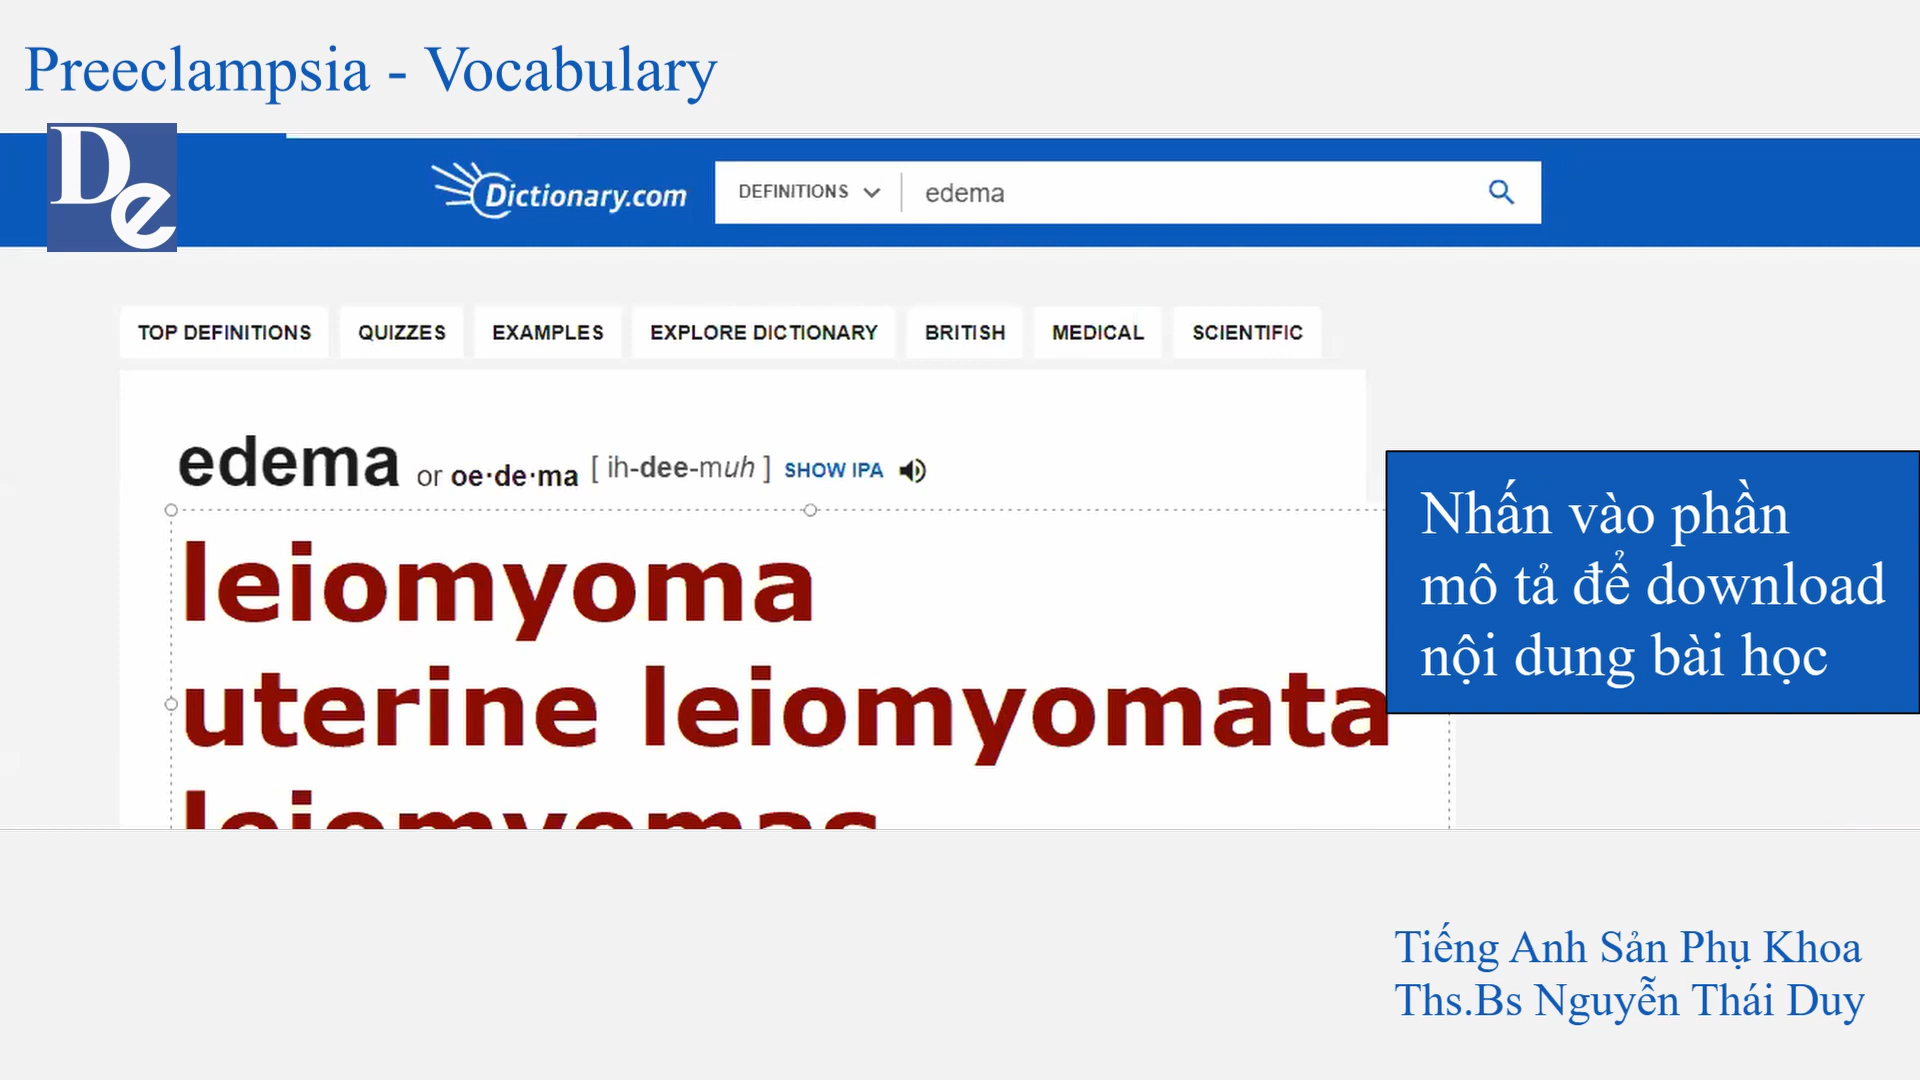 Preeclampsia - Vocabulary
De
Dictionary.com
DEFINITIONS
edema
TOP DEFINITIONS
QUIZZES
EXAMPLES
EXPLORE DICTIONARY
BRITISH
MEDICAL
SCIENTIFIC
edema or oe·de·ma [ ih-dee-muh ] SHOW IPA
leiomyoma
uterine leiomyomata
leiomyomas
Nhấn vào phần
mô tả để download
nội dung bài học
Tiếng Anh Sản Phụ Khoa
Ths.Bs Nguyễn Thái Duy